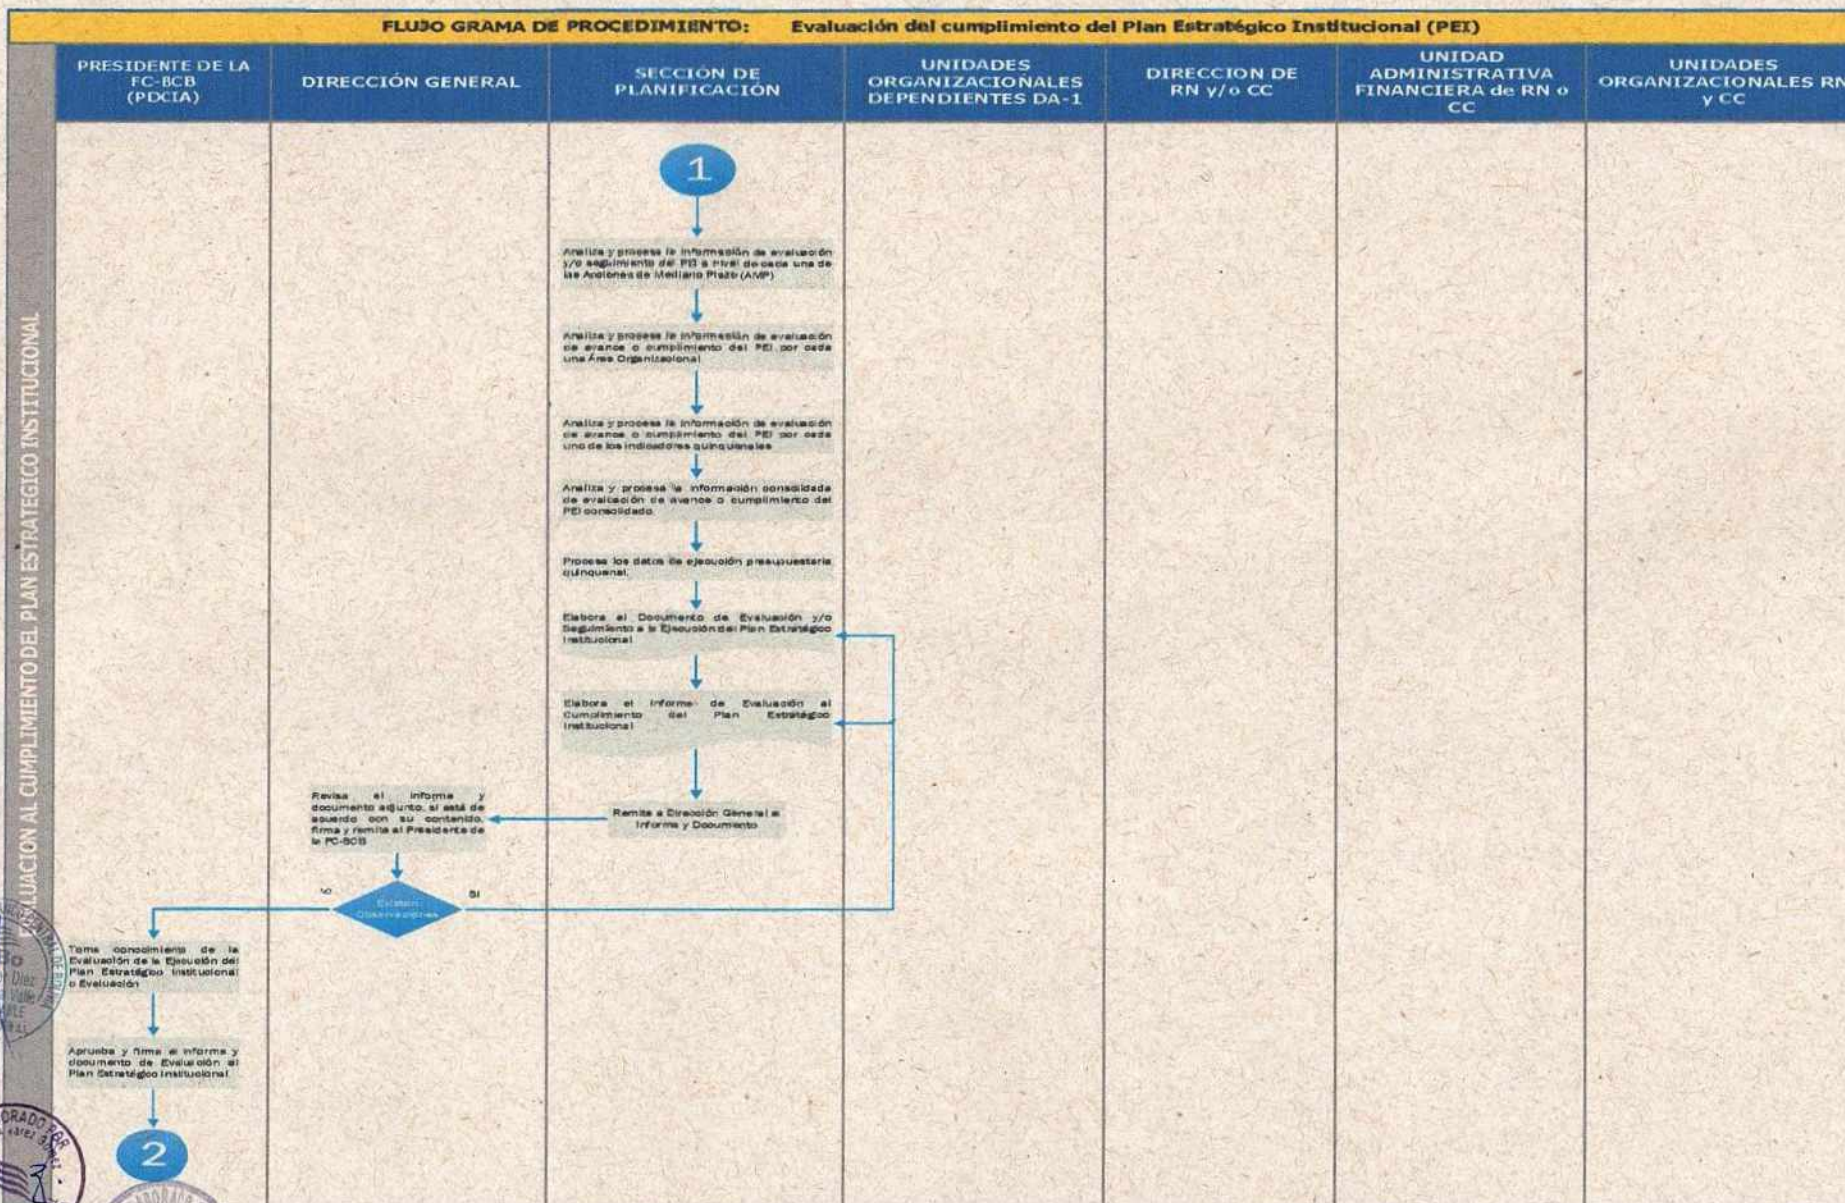 FLUJO GRAMA DE PROCEDIMIENTO: Evaluación del cumplimiento del Plan Estratégico Institucional (PEI)
PRESIDENTE DE LA
FC-BCB
(PDCIA)
DIRECCIÓN GENERAL
SECCIÓN DE
PLANIFICACIÓN
UNIDADES
ORGANIZACIONALES
DEPENDIENTES DA-1
DIRECCION DE
RN y/o CC
UNIDAD
ADMINISTRATIVA
FINANCIERA de RN o
CC
UNIDADES
ORGANIZACIONALES RN
y CC
LUACION AL CUMPLIMIENTO DEL PLAN ESTRATEGICO INSTITUCIONAL
1
Analiza y procesa la información de evaluación
y/o seguimiento del PEI a nivel de cada una de
las Acciones de Mediano Plazo (AMP)
Analiza y procesa la información de evaluación
de avance o cumplimiento del PEI por cada
una Área Organizacional
Analiza y procesa la información de evaluación
de avance o cumplimiento del PEI por cada
uno de los indicadores quinquenales
Analiza y procesa la información consolidada
de evaluación de avance o cumplimiento del
PEI consolidado.
Procesa los datos de ejecución presupuestaria
quinquenal.
Elabora el Documento de Evaluación y/o
Seguimiento a la Ejecución del Plan Estratégico
Institucional
Elabora el Informe de Evaluación al
Cumplimiento del Plan Estratégico
Institucional
Remite a Dirección General el
Informe y Documento
Revisa el informe y
documento adjunto, si está de
acuerdo con su contenido,
firma y remite al Presidente de
la FC-BCB
Existen
Observaciones
SI
Toma conocimiento de la
Evaluación de la Ejecución del
Plan Estratégico Institucional
o Evaluación
Aprueba y firma el informe y
documento de Evaluación al
Plan Estratégico Institucional
2